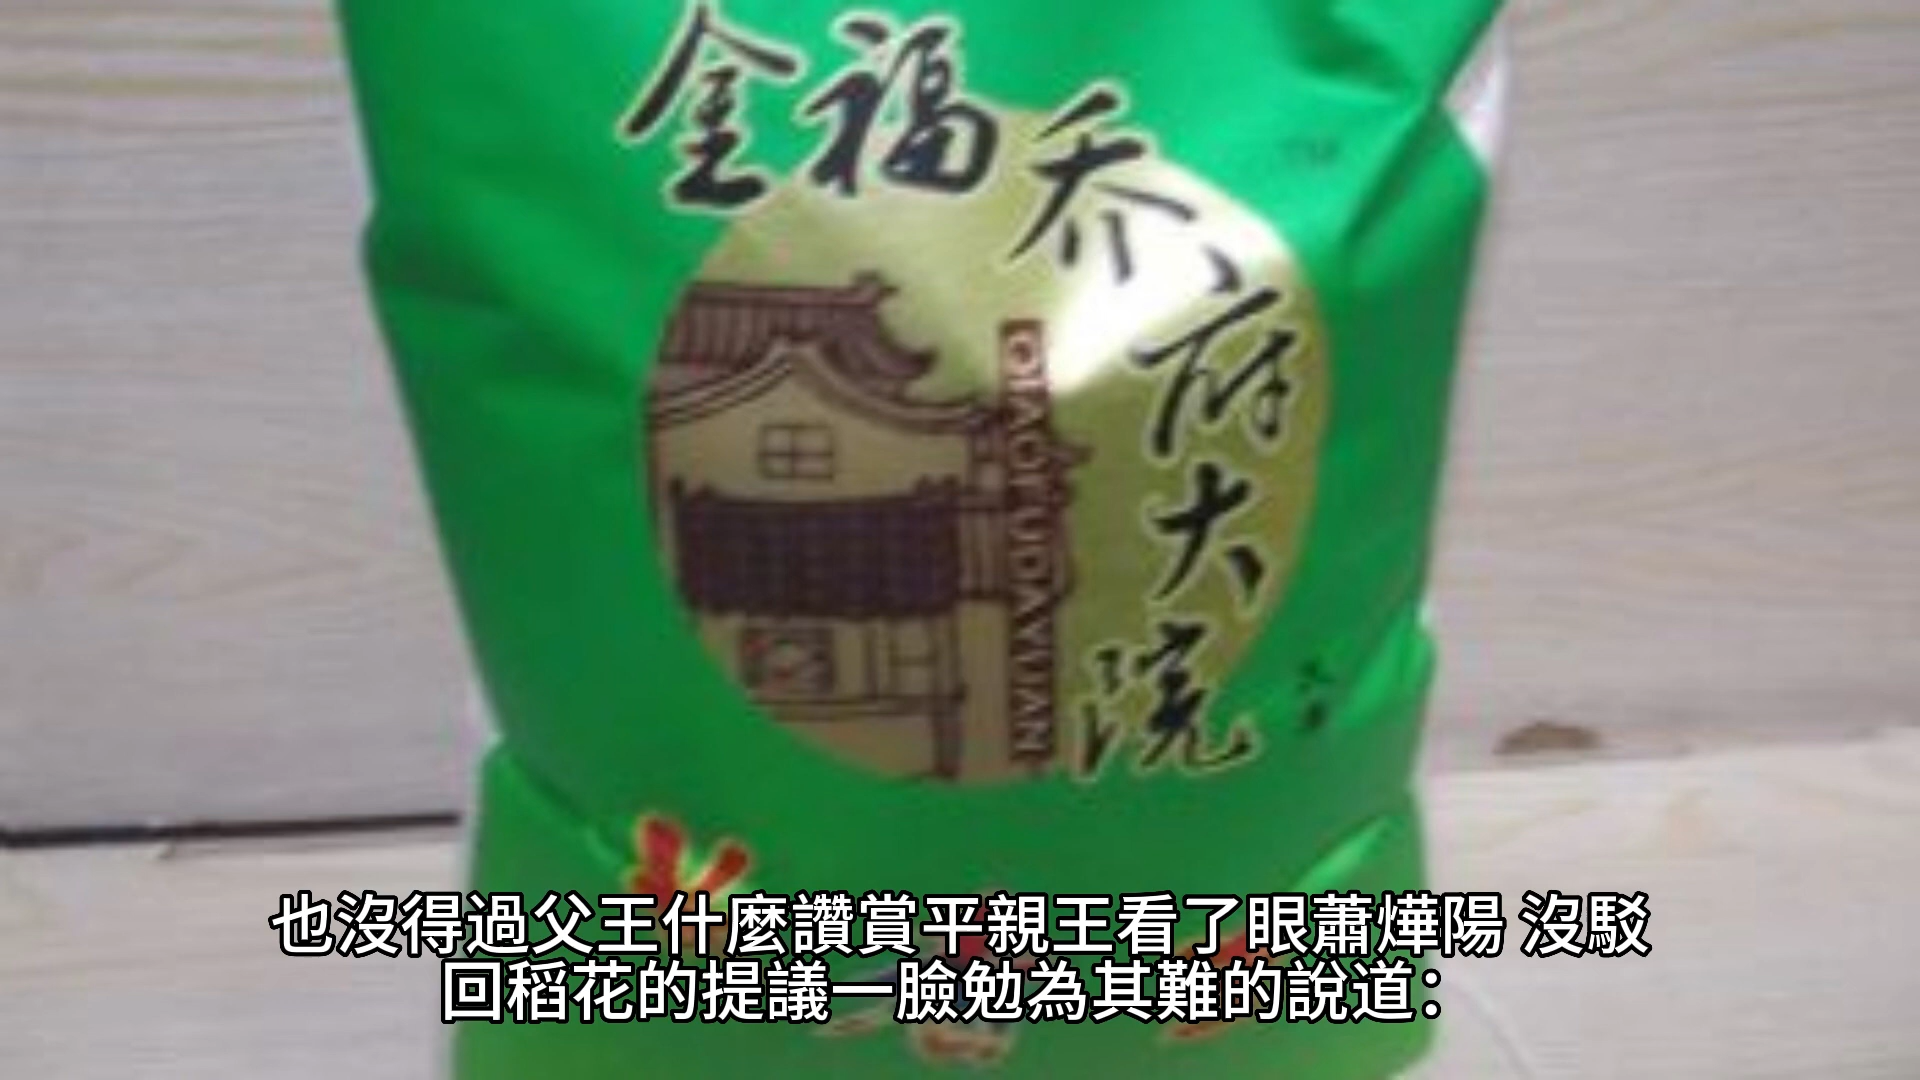 金福乔府大院
QIAOFUDAYUAN
也沒得過父王什麼讚賞平親王看了眼蕭燁陽 沒駁
回稻花的提議一臉勉為其難的說道：